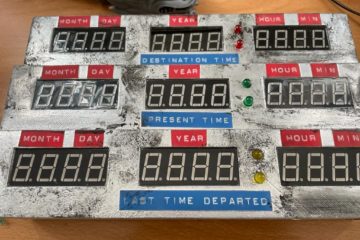 MONTH DAY YEAR HOUR MIN
DESTINATION TIME
MONTH DAY YEAR HOUR MIN
PRESENT TIME
MONTH DAY YEAR HOUR MIN
LAST TIME DEPARTED